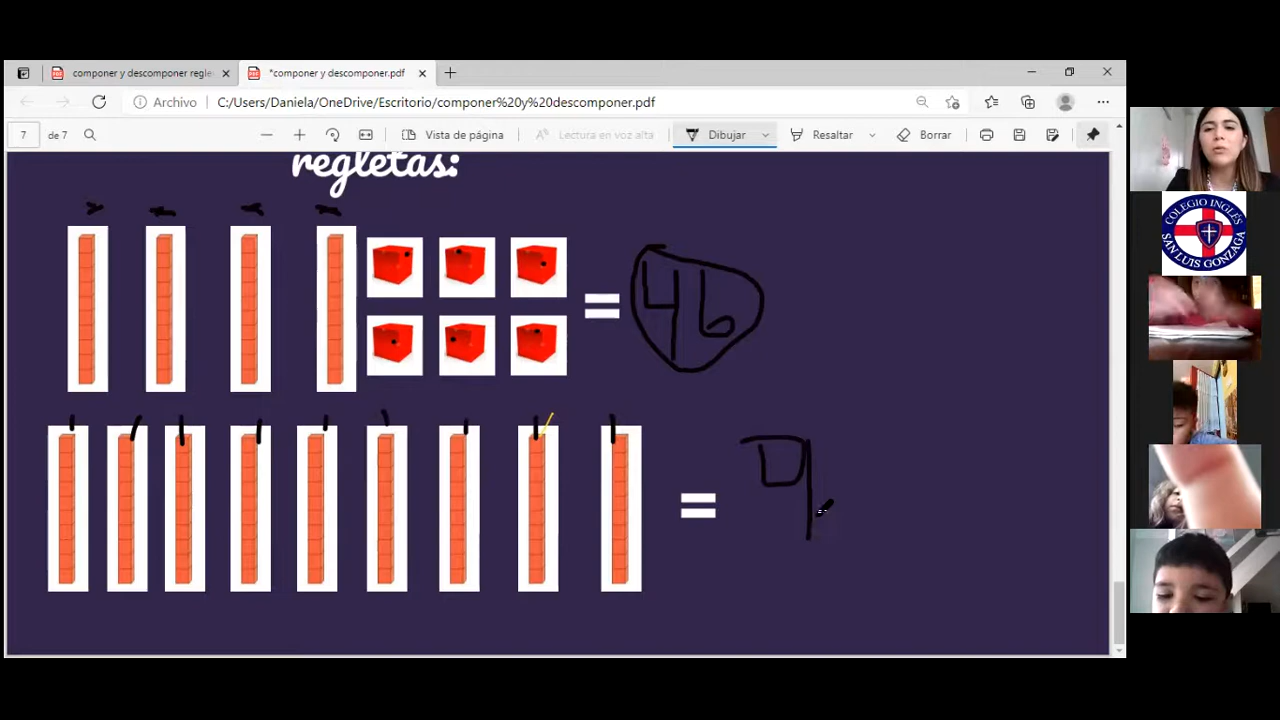 componer y descomponer regle
*componer y descomponer.pdf
Archivo C:/Users/Daniela/OneDrive/Escritorio/componer%20y%20descomponer.pdf
7 de 7 Vista de página Lectura en voz alta Dibujar Resaltar Borrar
regletas:
= 46
= 9
COLEGIO INGLÉS
SAN LUIS GONZAGA